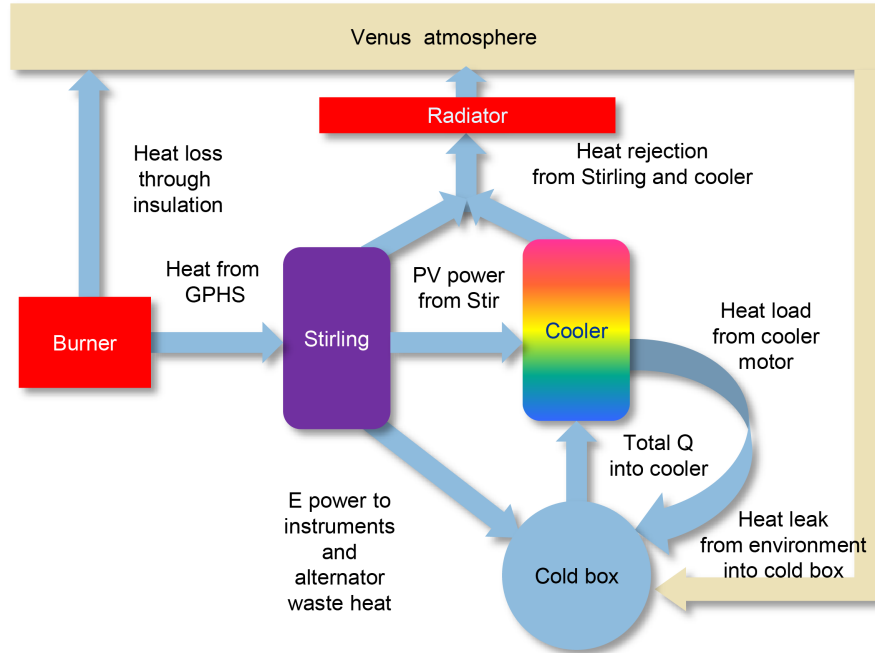 Venus atmosphere
Radiator
Heat loss
through
insulation
Heat rejection
from Stirling and cooler
Heat from
GPHS
PV power
from Stir
Burner
Stirling
Cooler
Heat load
from cooler
motor
Total Q
into cooler
E power to
instruments
and
alternator
waste heat
Heat leak
from environment
into cold box
Cold box